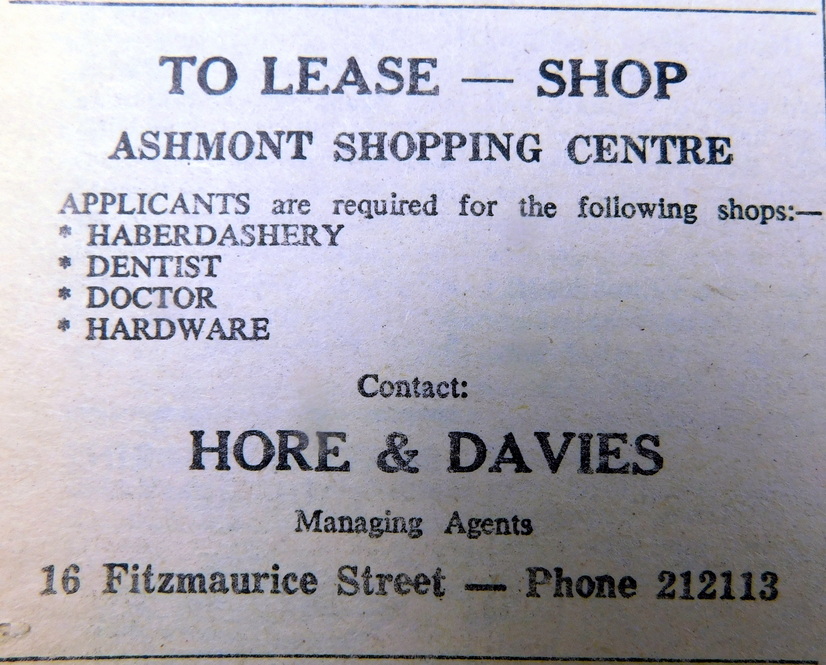 TO LEASE — SHOP
ASHMONT SHOPPING CENTRE
APPLICANTS are required for the following shops:—
* HABERDASHERY
* DENTIST
* DOCTOR
* HARDWARE
Contact:
HORE & DAVIES
Managing Agents
16 Fitzmaurice Street — Phone 212113